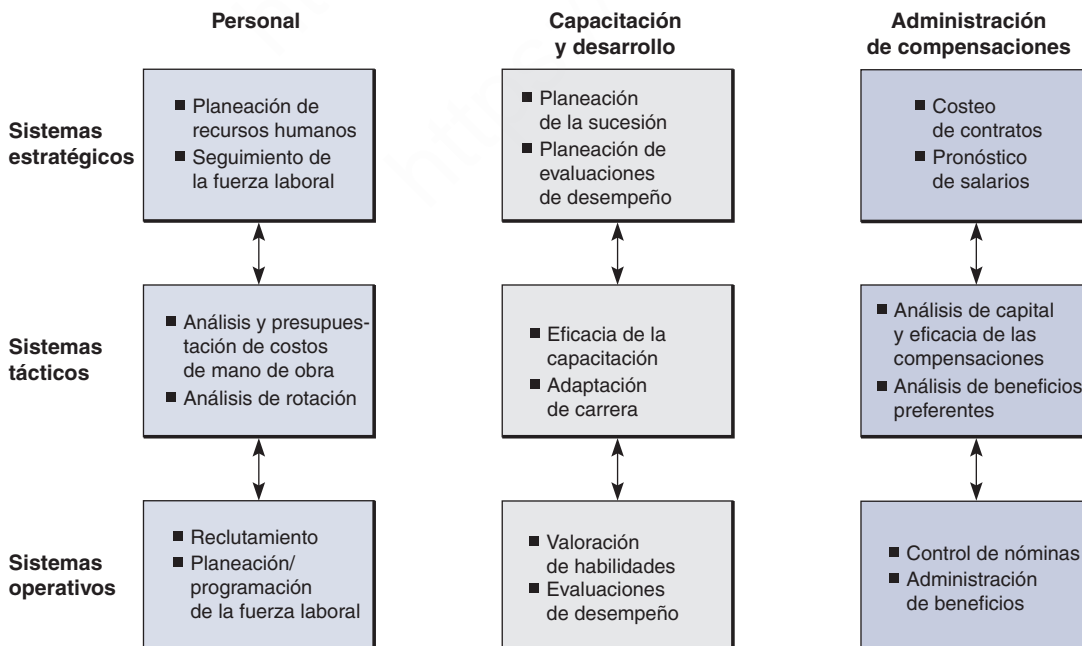 Personal
Capacitación
y desarrollo
Administración
de compensaciones
Sistemas
estratégicos
■ Planeación de
recursos humanos
■ Seguimiento de
la fuerza laboral
■ Planeación
de la sucesión
■ Planeación de
evaluaciones
de desempeño
■ Costeo
de contratos
■ Pronóstico
de salarios
Sistemas
tácticos
■ Análisis y presupues-
tación de costos
de mano de obra
■ Análisis de rotación
■ Eficacia de la
capacitación
■ Adaptación
de carrera
■ Análisis de capital
y eficacia de las
compensaciones
■ Análisis de beneficios
preferentes
Sistemas
operativos
■ Reclutamiento
■ Planeación/
programación
de la fuerza laboral
■ Valoración
de habilidades
■ Evaluaciones
de desempeño
■ Control de nóminas
■ Administración
de beneficios